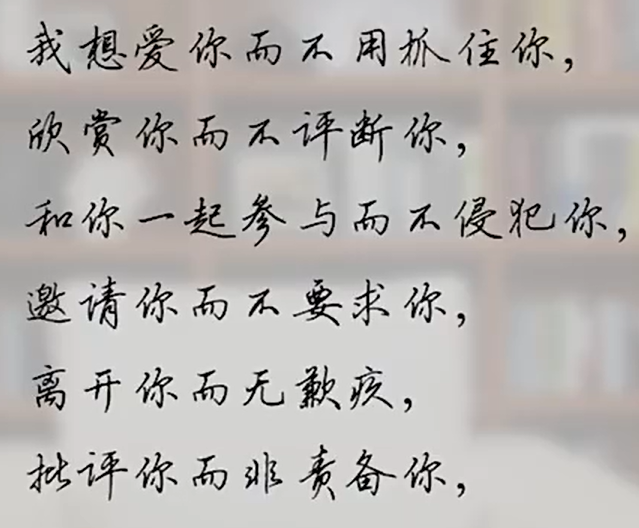 我想爱你而不用抓住你，
欣赏你而不评断你，
和你一起参与而不侵犯你，
邀请你而不要求你，
离开你而无歉疚，
批评你而非责备你，